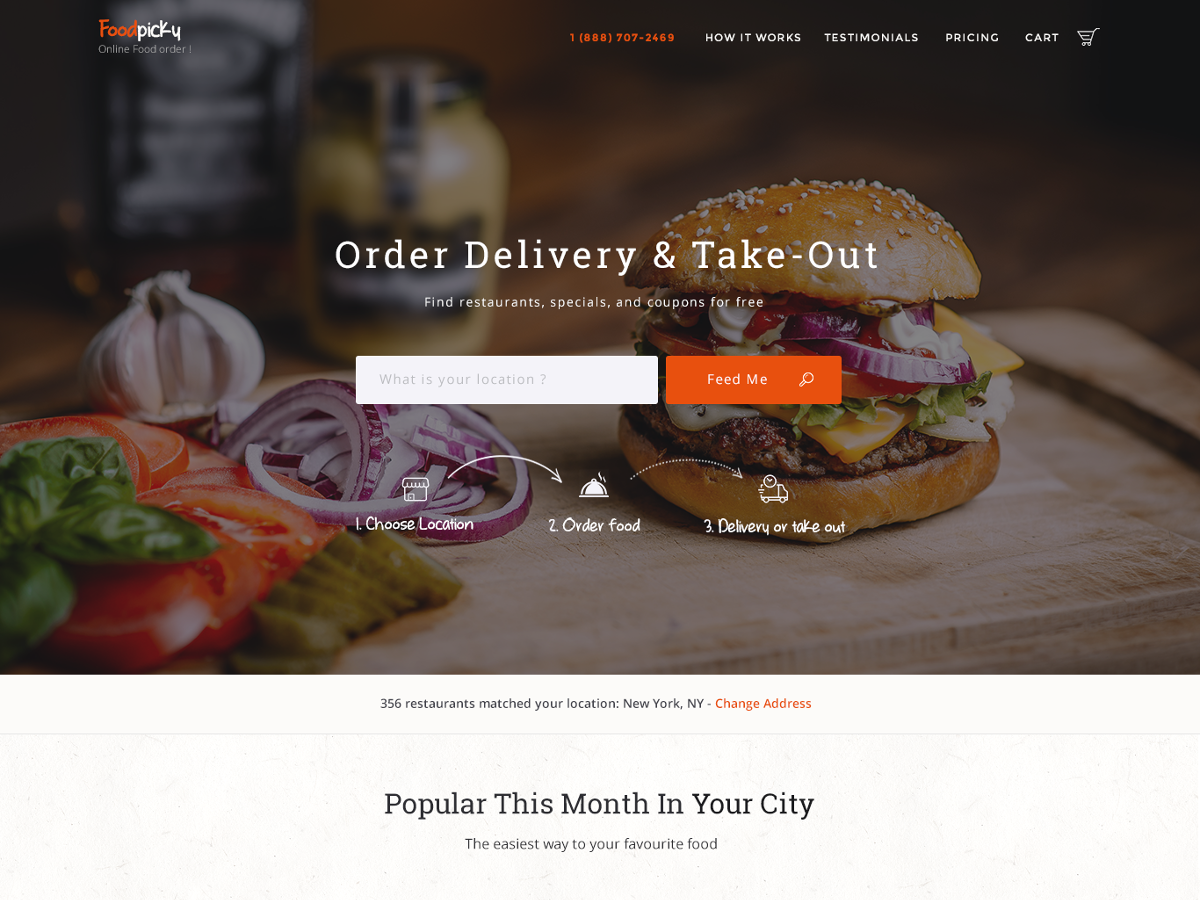 Foodpicky
Online Food order !
1 (888) 707-2469
HOW IT WORKS
TESTIMONIALS
PRICING
CART
Order Delivery & Take-Out
Find restaurants, specials, and coupons for free
What is your location ?
Feed Me
1. Choose Location
2. Order food
3. Delivery or take out
356 restaurants matched your location: New York, NY - Change Address
Popular This Month In Your City
The easiest way to your favourite food